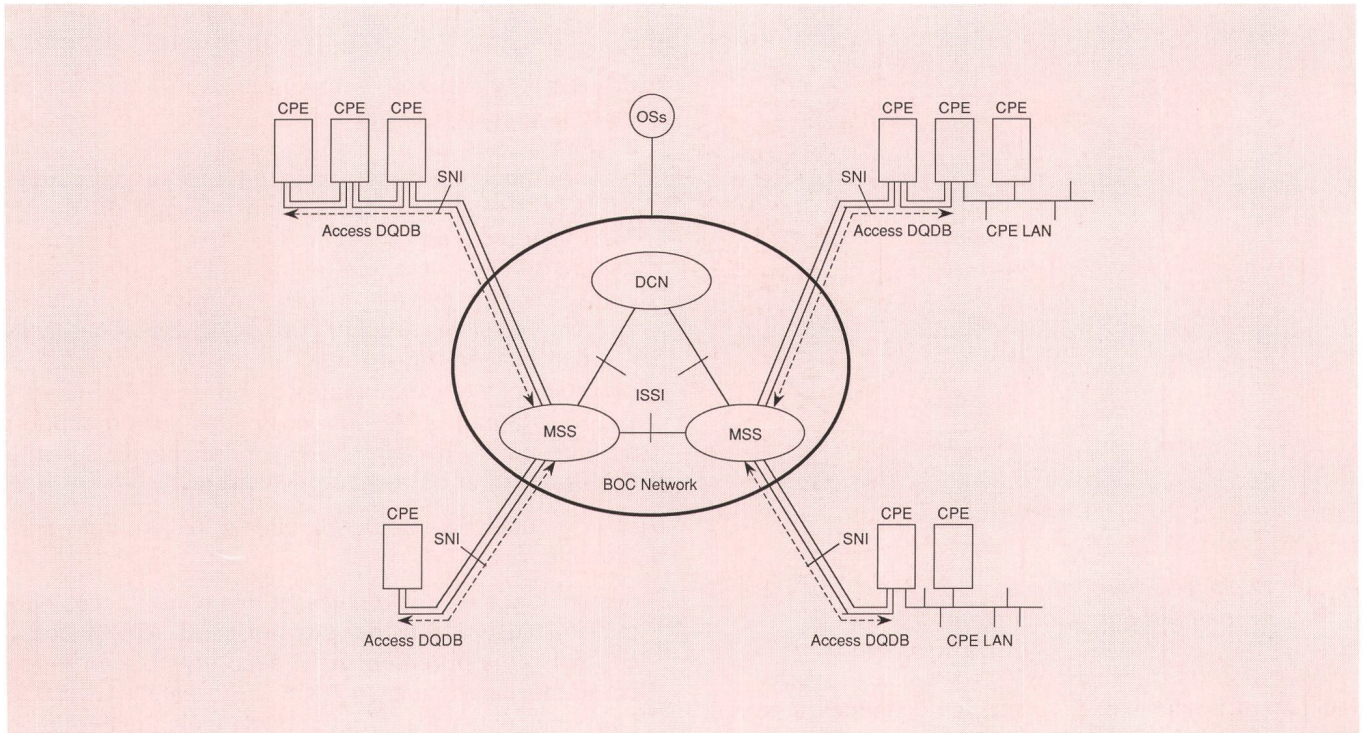 OSs
CPE CPE CPE
SNI
Access DQDB
CPE CPE CPE
SNI
Access DQDB
CPE LAN
DCN
ISSI
MSS
MSS
BOC Network
CPE
SNI
Access DQDB
CPE CPE
SNI
Access DQDB
CPE LAN